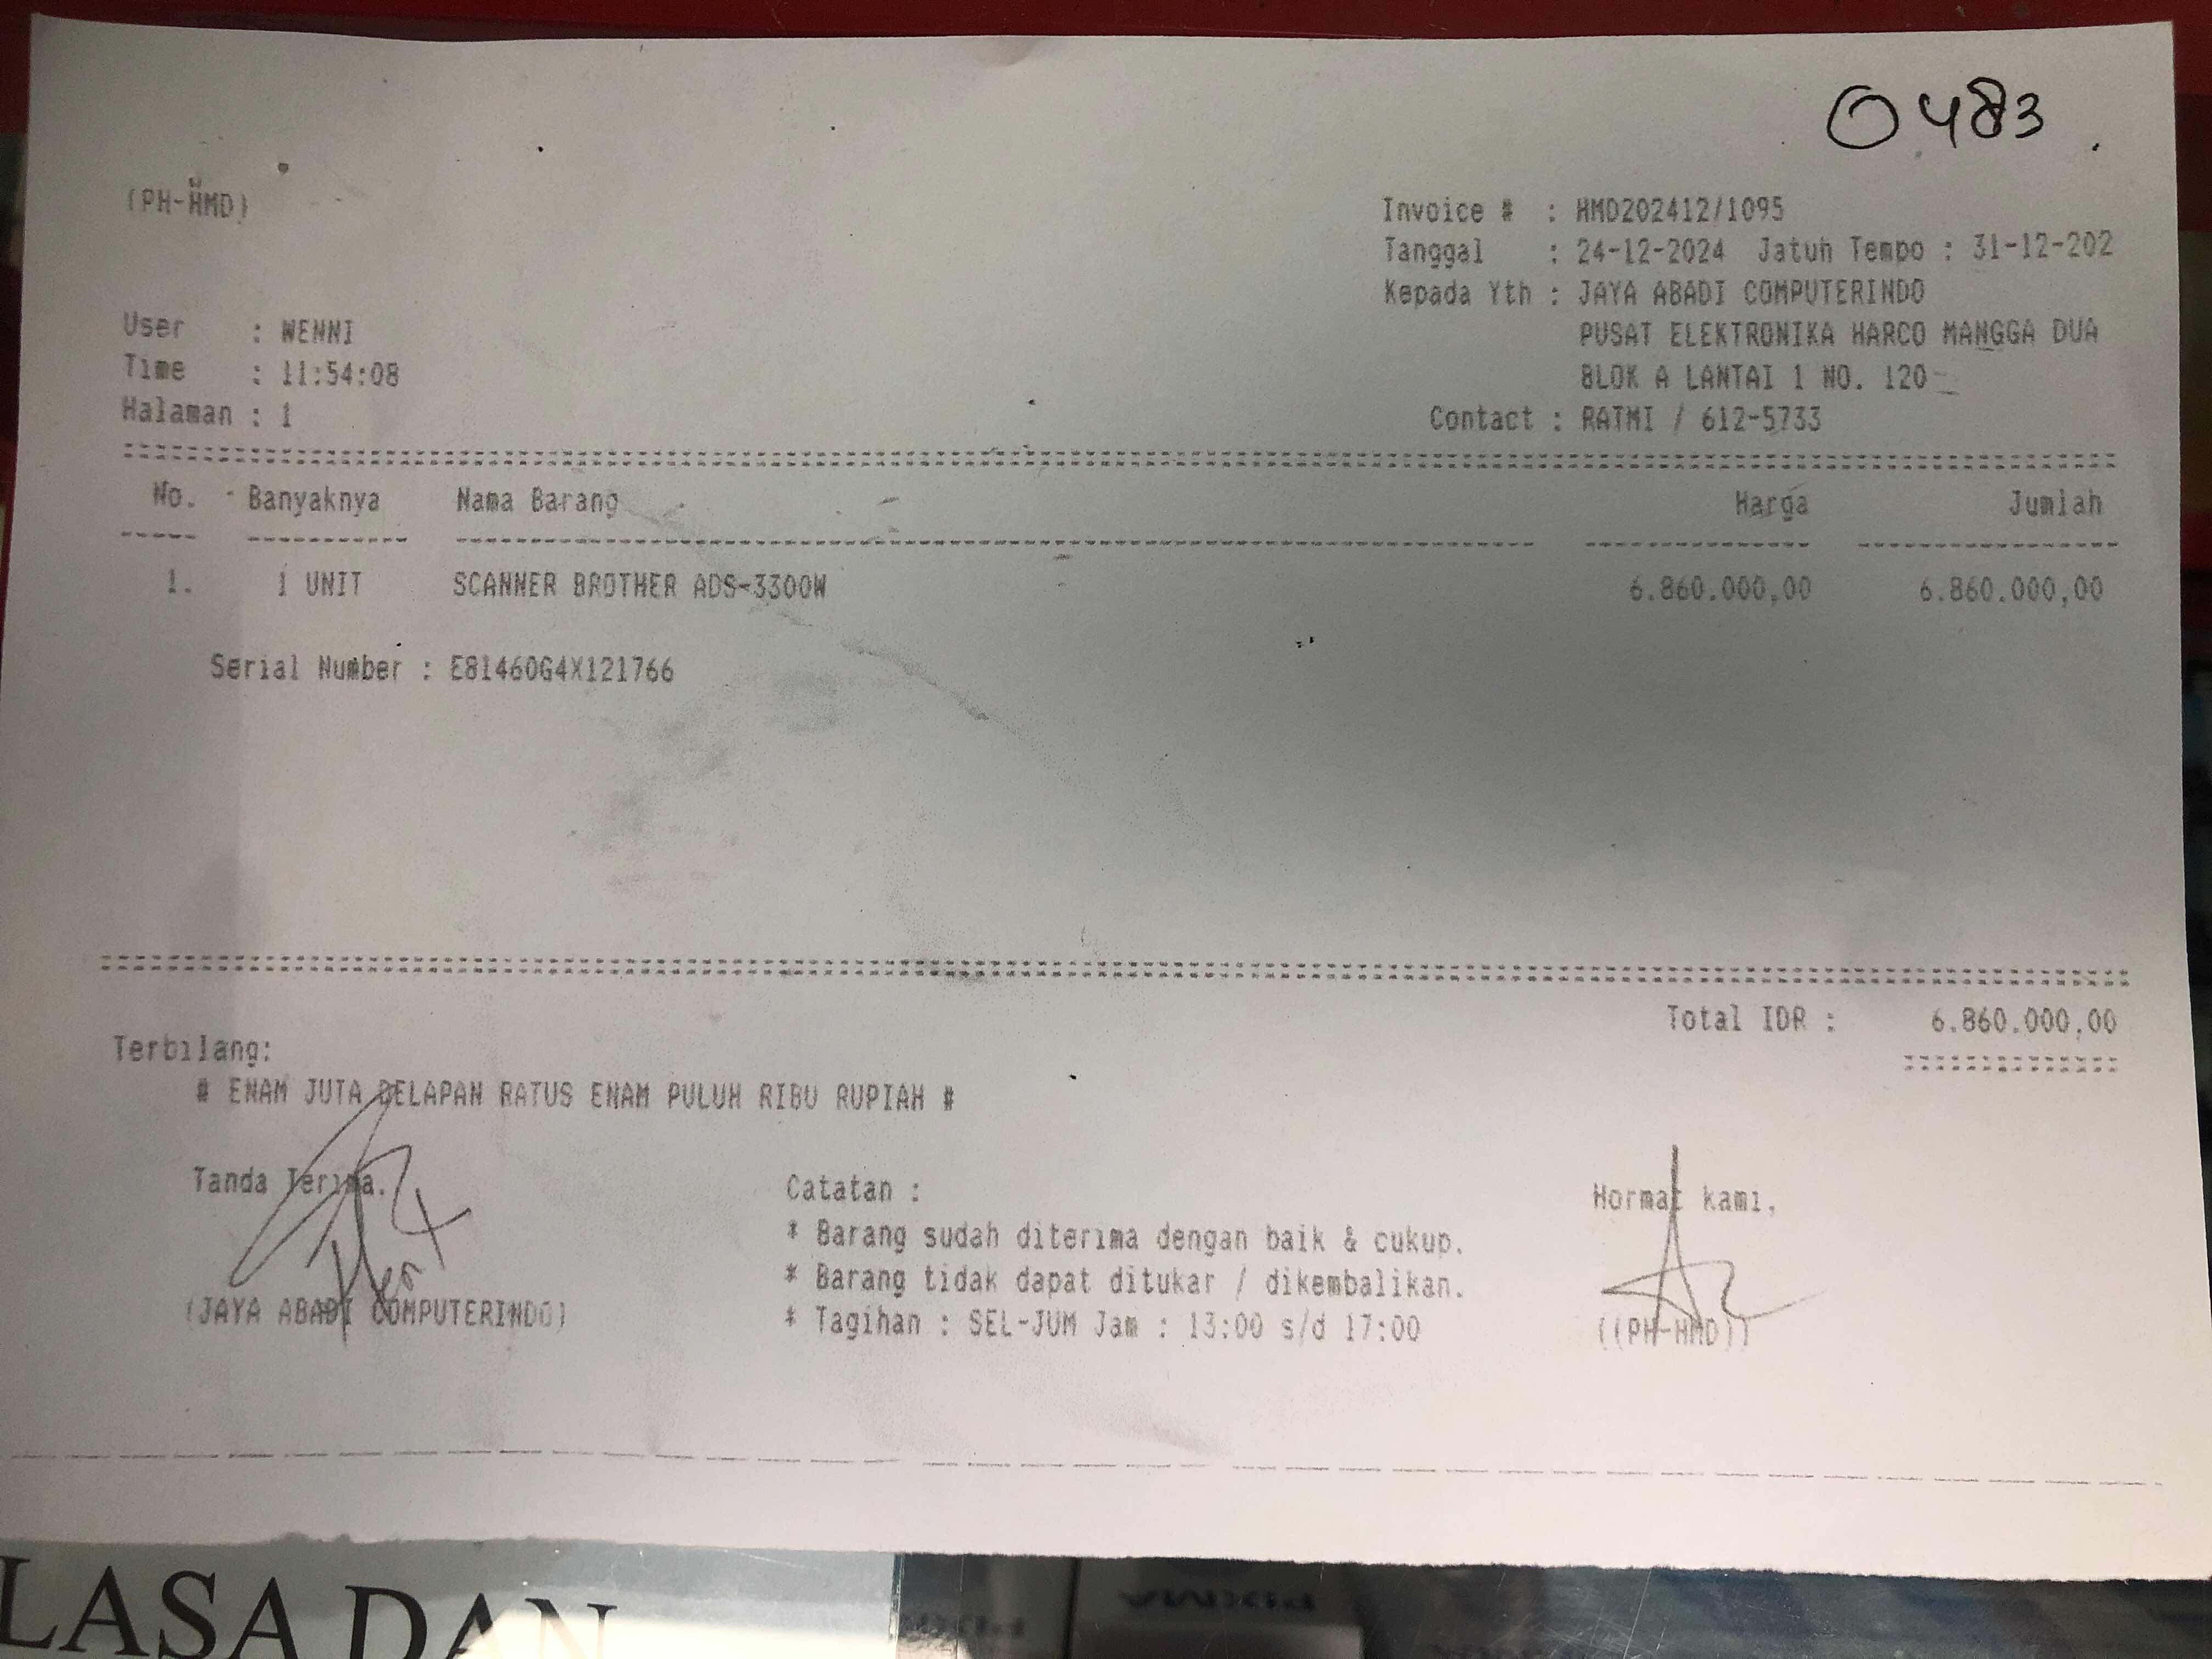 0483
(PH-HMD)
Invoice # : HMD202412/1095
Tanggal : 24-12-2024 Jatuh Tempo : 31-12-202
Kepada Yth : JAYA ABADI COMPUTERINDO
PUSAT ELEKTRONIKA HARCO MANGGA DUA
BLOK A LANTAI 1 NO. 120
Contact : RATMI / 612-5733
User : WENNI
Time : 11:54:08
Halaman : 1
No. Banyaknya Nama Barang Harga Jumlah
1. 1 UNIT SCANNER BROTHER ADS-3300W 6.860.000,00 6.860.000,00
Serial Number : E81460G4X121766
Total IDR : 6.860.000,00
Terbilang:
# ENAM JUTA DELAPAN RATUS ENAM PULUH RIBU RUPIAH #
Tanda Terima.
(JAYA ABADI COMPUTERINDO)
Catatan :
* Barang sudah diterima dengan baik & cukup.
* Barang tidak dapat ditukar / dikembalikan.
* Tagihan : SEL-JUM Jam : 13:00 s/d 17:00
Hormat kami,
((PH-HMD))
LASA DAN
PIXMA